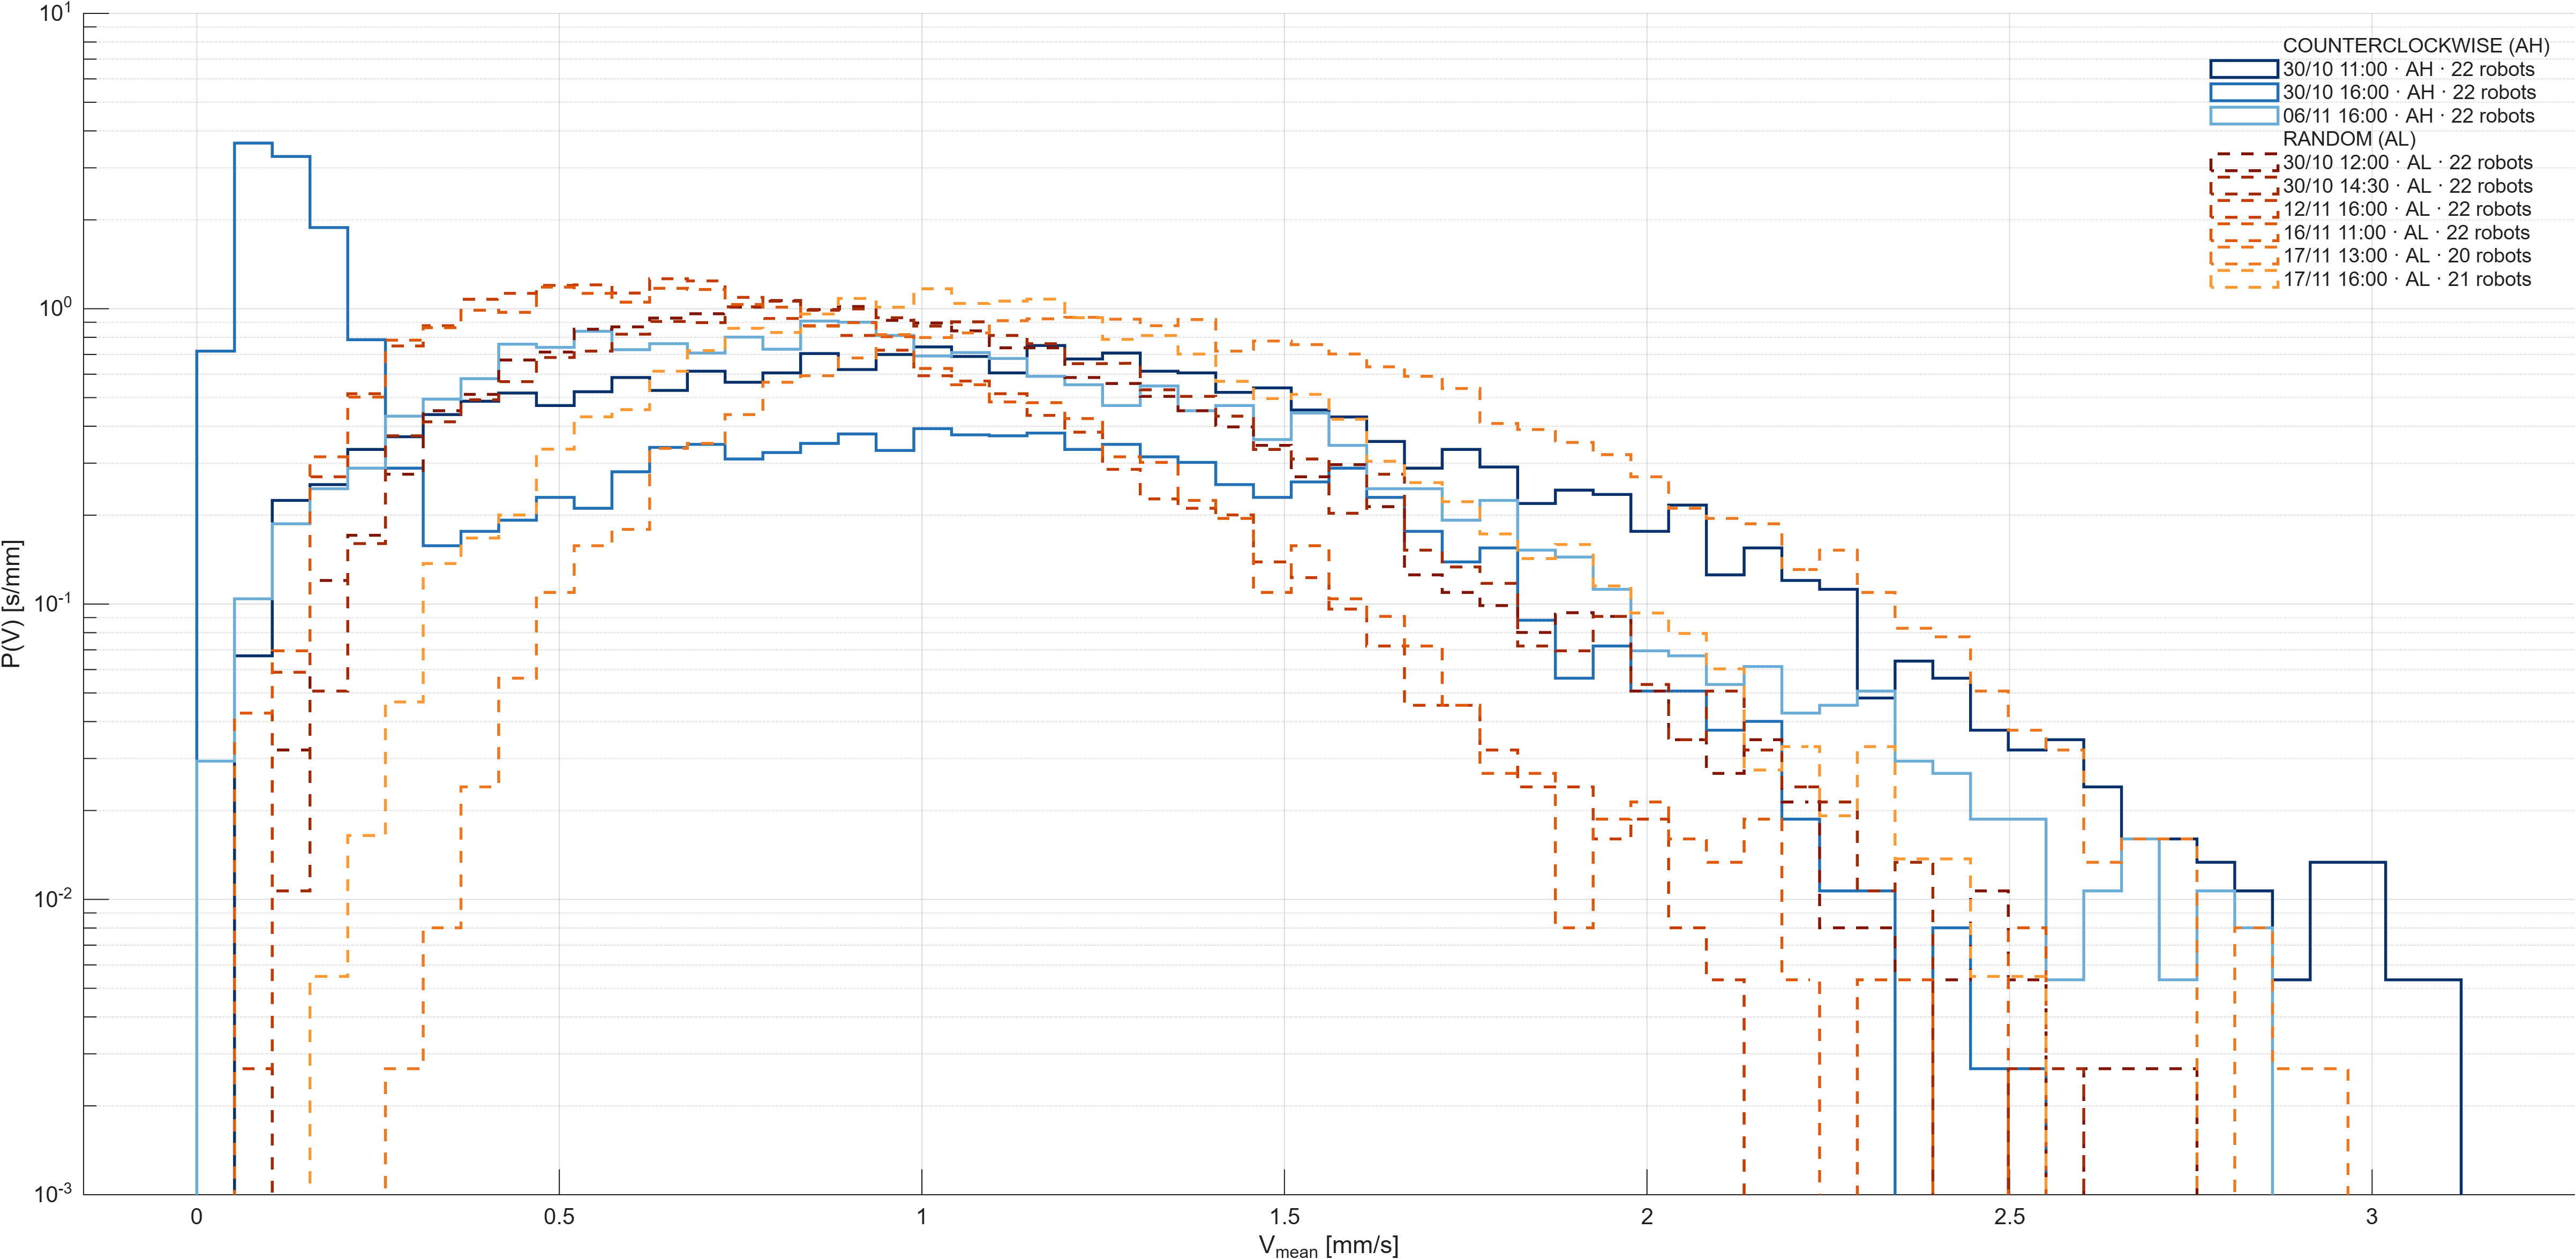 10^1
10^0
10^-1
10^-2
10^-3
P(V) [s/mm]
COUNTERCLOCKWISE (AH)
30/10 11:00 · AH · 22 robots
30/10 16:00 · AH · 22 robots
06/11 16:00 · AH · 22 robots
RANDOM (AL)
30/10 12:00 · AL · 22 robots
30/10 14:30 · AL · 22 robots
12/11 16:00 · AL · 22 robots
16/11 11:00 · AL · 22 robots
17/11 13:00 · AL · 20 robots
17/11 16:00 · AL · 21 robots
0 0.5 1 1.5 2 2.5 3
V_mean [mm/s]